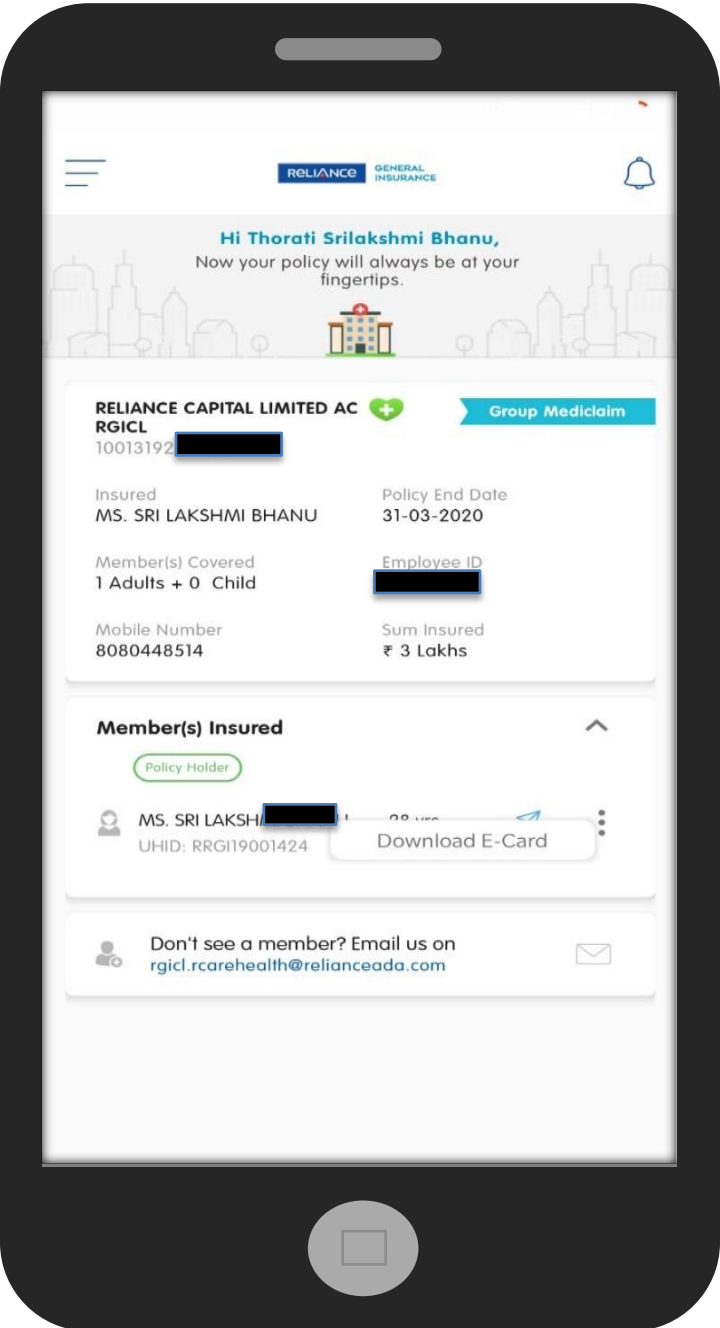 RELIANCE GENERAL
INSURANCE
Hi Thorati Srilakshmi Bhanu,
Now your policy will always be at your
fingertips.
RELIANCE CAPITAL LIMITED AC
RGICL
Group Mediclaim
10013192
Insured
MS. SRI LAKSHMI BHANU
Policy End Date
31-03-2020
Member(s) Covered
1 Adults + 0 Child
Employee ID
Mobile Number
8080448514
Sum Insured
₹ 3 Lakhs
Member(s) Insured
Policy Holder
MS. SRI
UHID: RRGI19001424
Download E-Card
Don't see a member? Email us on
rgicl.rcarehealth@relianceada.com